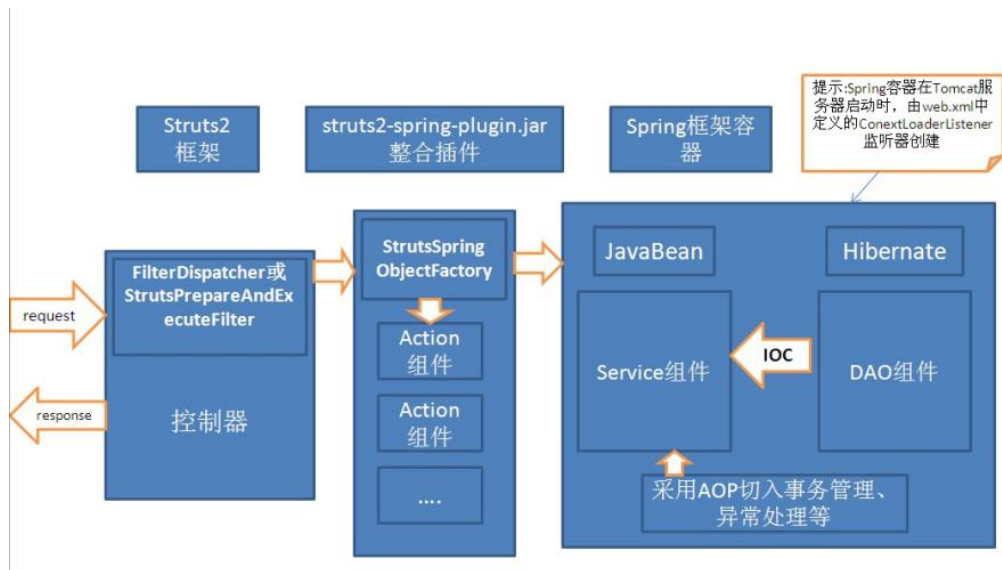 提示:Spring容器在Tomcat服
务器启动时，由web.xml中
定义的ConextLoaderListener
监听器创建
Struts2
框架
struts2-spring-plugin.jar
整合插件
Spring框架容
器
FilterDispatcher或
StrutsPrepareAndEx
ecuteFilter
request
response
控制器
StrutsSpring
ObjectFactory
Action
组件
Action
组件
....
JavaBean
Hibernate
Service组件
IOC
DAO组件
采用AOP切入事务管理、
异常处理等